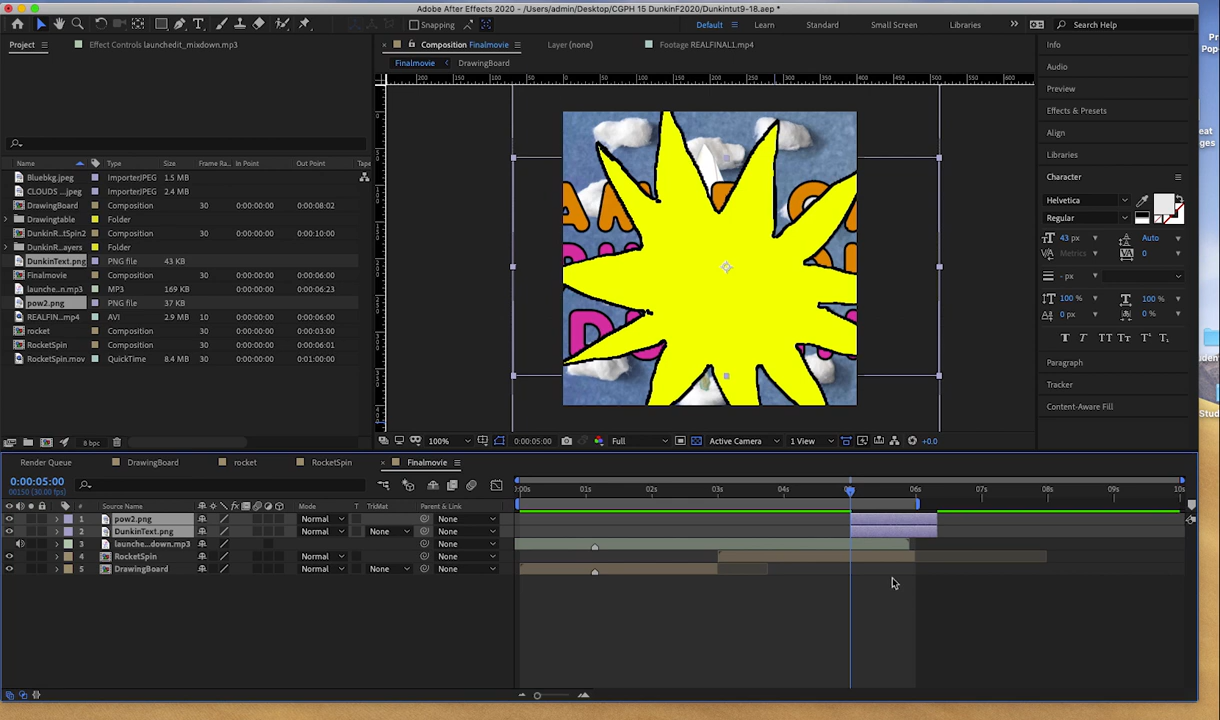 Adobe After Effects 2020 - /Users/admin/Desktop/CGPH 15 DunkinF2020/Dunkintut9-18.aep *
Snapping
Default
Learn
Standard
Small Screen
Libraries
Search Help
Project
Effect Controls launchedit_mixdown.mp3
Composition Finalmovie
Layer (none)
Footage REALFINAL1.mp4
Finalmovie
DrawingBoard
Name
Type
Size
Frame Ra..
In Point
Out Point
Tape
Bluebkg.jpeg ImporterJPEG 1.5 MB
CLOUDS ...jpeg ImporterJPEG 2.4 MB
DrawingBoard Composition 30 0:00:00:00 0:00:08:02
Drawingtable Folder
DunkinR...tSpin2 Composition 30 0:00:00:00 0:00:10:00
DunkinR...ayers Folder
DunkinText.png PNG file 43 KB
Finalmovie Composition 30 0:00:00:00 0:00:06:00
launche...n.mp3 MP3 169 KB 0:00:00:00 0:00:06:23
pow2.png PNG file 37 KB
REALFIN...mp4 AVI 2.9 MB 10 0:00:00:00 0:00:06:00
rocket Composition 30 0:00:00:00 0:00:03:00
RocketSpin Composition 30 0:00:00:00 0:00:06:01
RocketSpin.mov QuickTime 8.4 MB 30 0:00:00:00 0:01:00:00
8 bpc
100%
0:00:05:00
Full
Active Camera
1 View
+0.0
Info
Audio
Preview
Effects & Presets
Align
Libraries
Character
Helvetica
Regular
43 px
Auto
Metrics
0
- px
100 %
100 %
0 px
0 %
Paragraph
Tracker
Content-Aware Fill
Render Queue
DrawingBoard
rocket
RocketSpin
Finalmovie
0:00:05:00
00150 (30.00 fps)
:00s 01s 02s 03s 04s 06s 07s 08s 09s 10s
# Source Name Mode T TrkMat Parent & Link
1 pow2.png Normal None
2 DunkinText.png Normal None None
3 launche...down.mp3 None
4 RocketSpin Normal None
5 DrawingBoard Normal None None